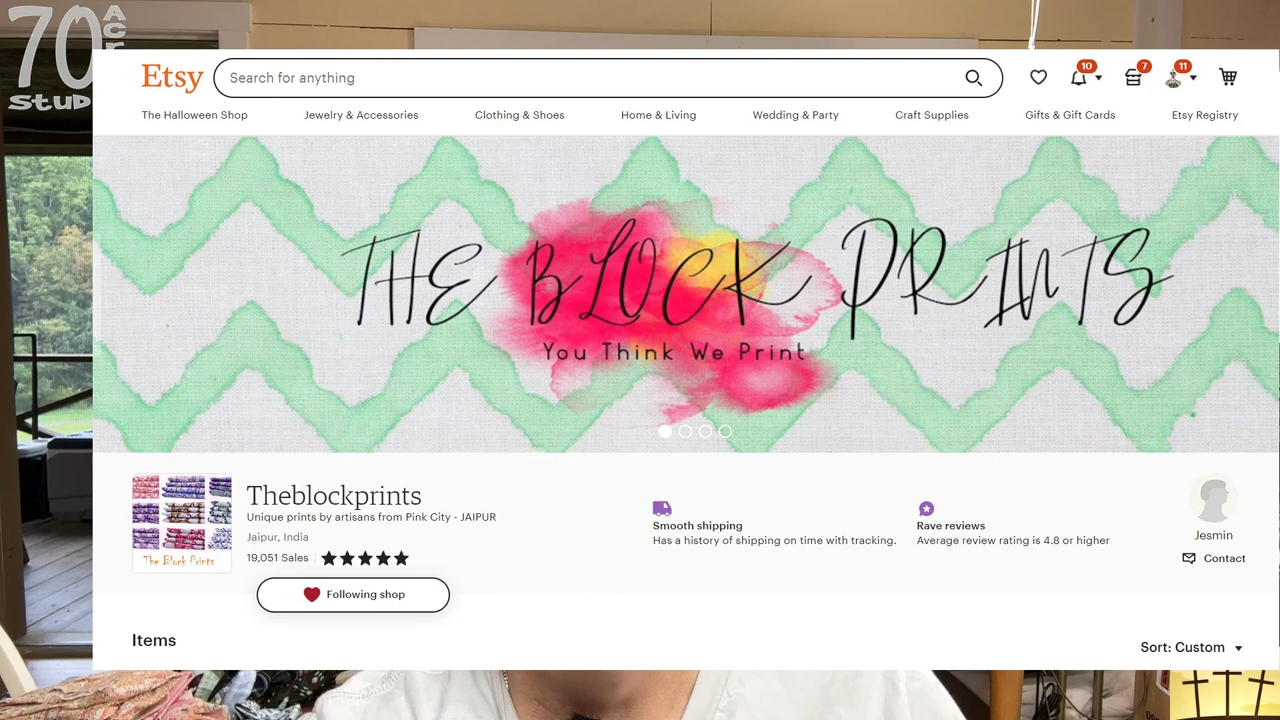 70
Acr
Stud
Etsy
Search for anything
10
7
11
The Halloween Shop
Jewelry & Accessories
Clothing & Shoes
Home & Living
Wedding & Party
Craft Supplies
Gifts & Gift Cards
Etsy Registry
THE BLOCK PRINTS
You Think We Print
The Block Prints
Theblockprints
Unique prints by artisans from Pink City - JAIPUR
Jaipur, India
19,051 Sales
Following shop
Smooth shipping
Has a history of shipping on time with tracking.
Rave reviews
Average review rating is 4.8 or higher
Jesmin
Contact
Items
Sort: Custom